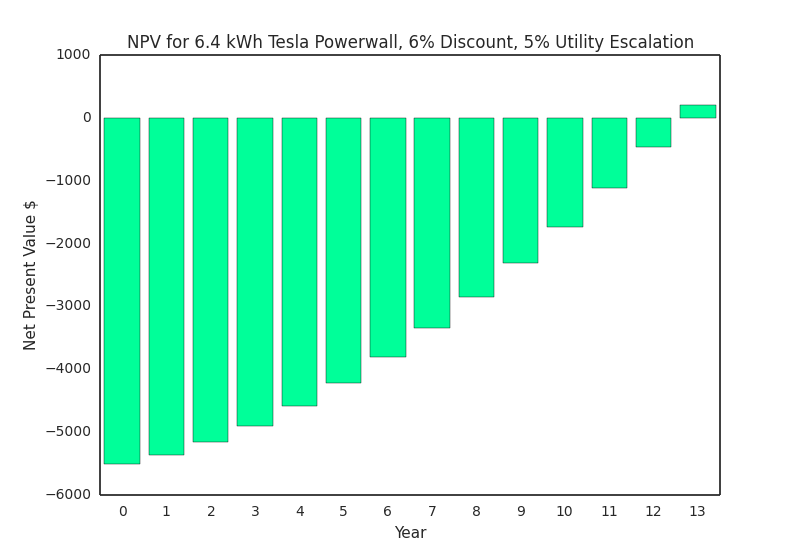 NPV for 6.4 kWh Tesla Powerwall, 6% Discount, 5% Utility Escalation
1000
0
−1000
−2000
−3000
−4000
−5000
−6000
Net Present Value $
0 1 2 3 4 5 6 7 8 9 10 11 12 13
Year